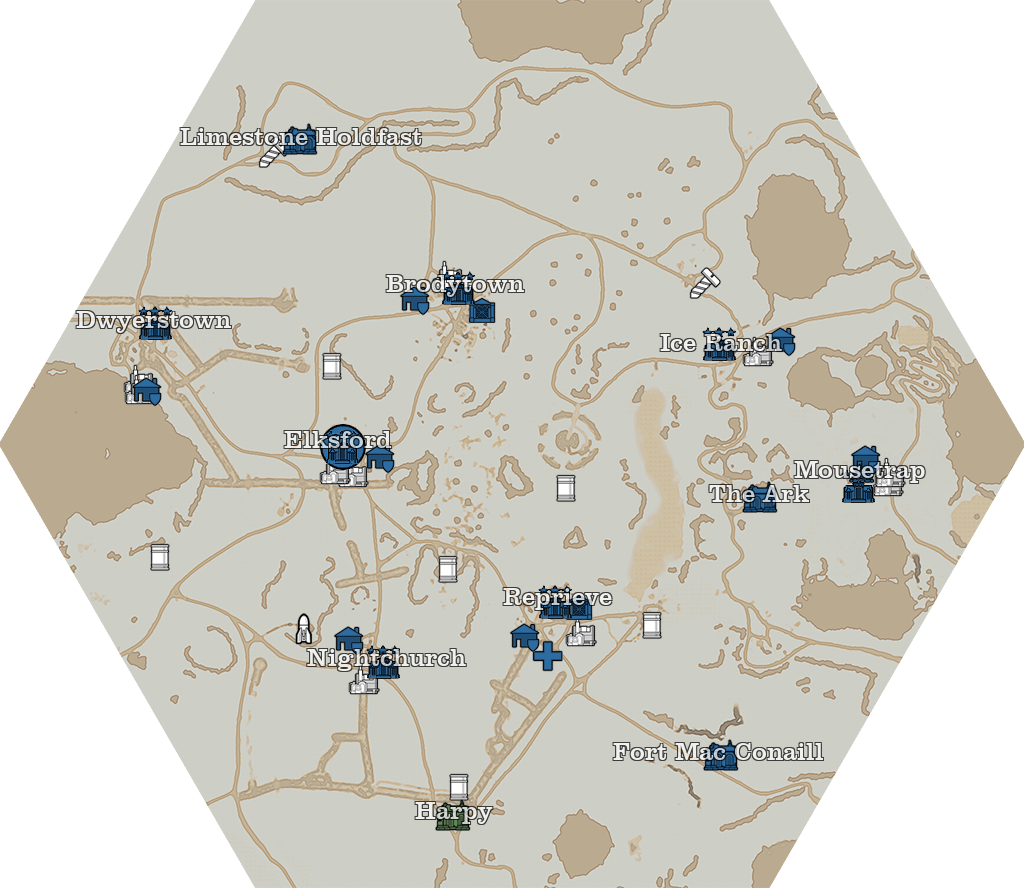 Limestone Holdfast
Brodytown
Dwyerstown
Ice Ranch
Elksford
Mousetrap
The Ark
Reprieve
Nightchurch
Fort Mac Conaill
Harpy